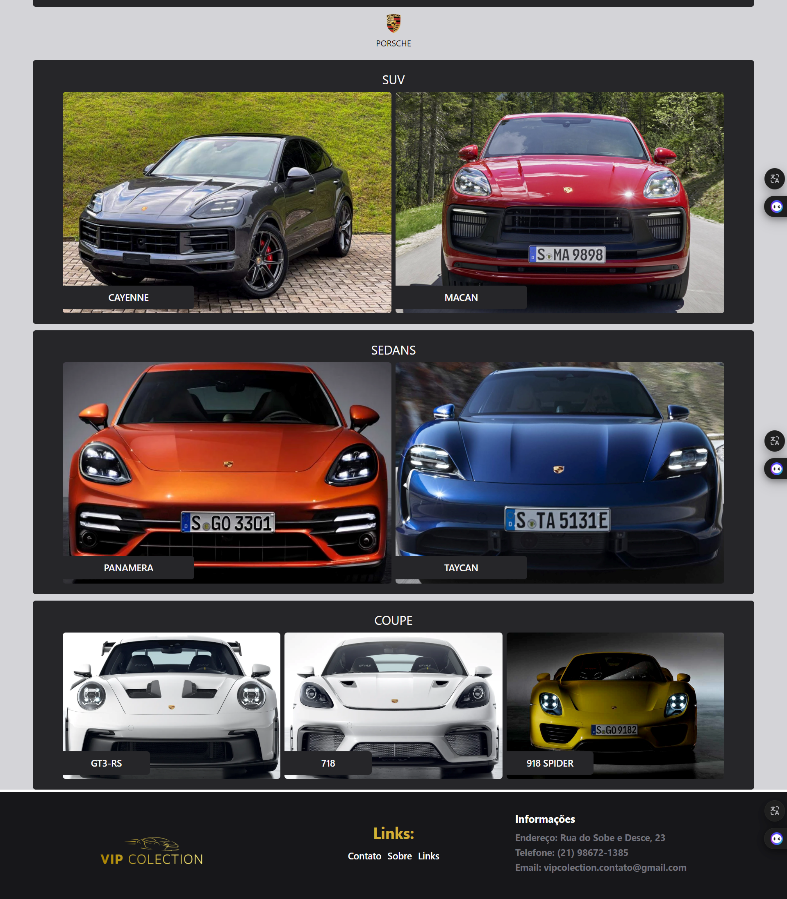 PORSCHE
SUV
CAYENNE
MACAN
S MA 9898
SEDANS
PANAMERA
TAYCAN
S GO 3301
S TA 5131E
COUPE
GT3-RS
718
918 SPIDER
S GO 9182
VIP COLECTION
Links:
Contato Sobre Links
Informações
Endereço: Rua do Sobe e Desce, 23
Telefone: (21) 98672-1385
Email: vipcolection.contato@gmail.com